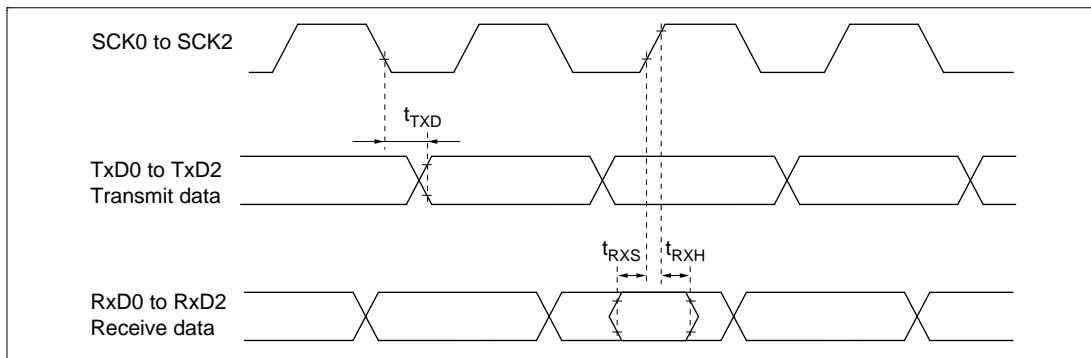 SCK0 to SCK2
tTXD
TxD0 to TxD2
Transmit data
tRXS
tRXH
RxD0 to RxD2
Receive data